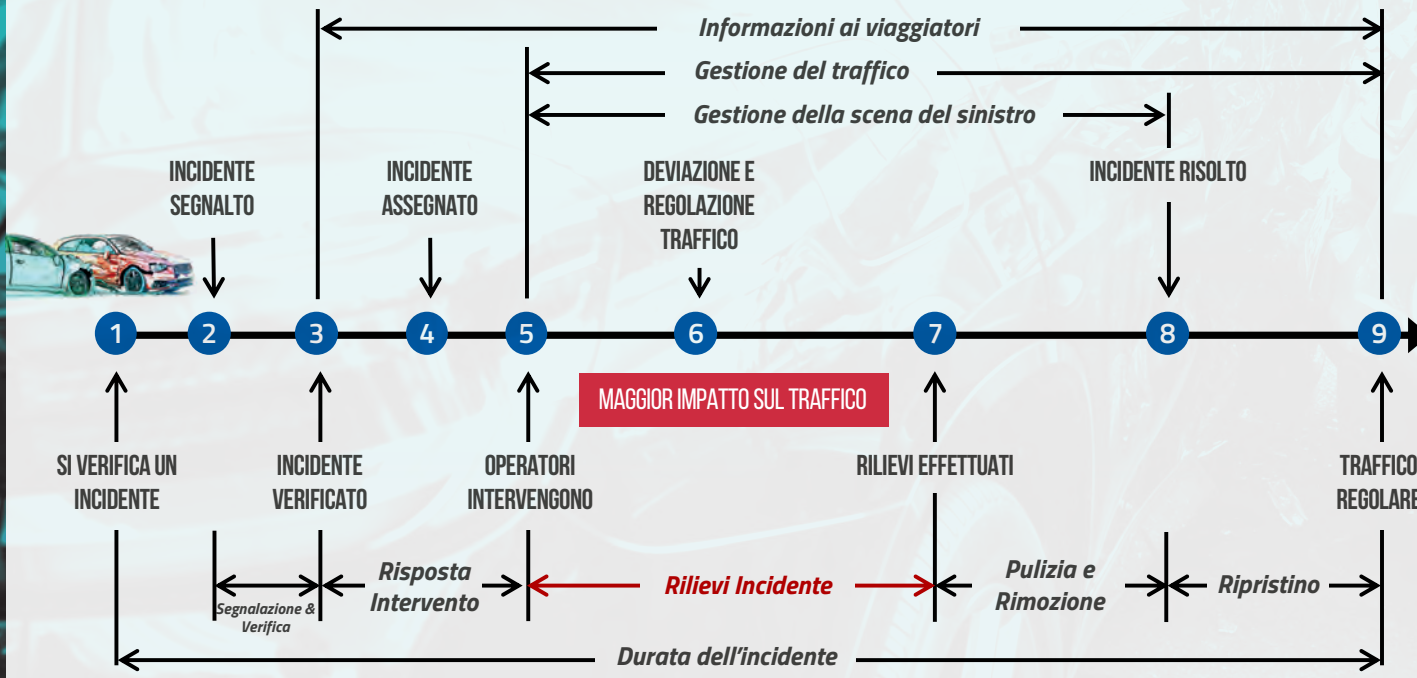 Informazioni ai viaggiatori
Gestione del traffico
Gestione della scena del sinistro
INCIDENTE
SEGNALTO
INCIDENTE
ASSEGNATO
DEVIAZIONE E
REGOLAZIONE
TRAFFICO
INCIDENTE RISOLTO
1
2
3
4
5
6
7
8
9
MAGGIOR IMPATTO SUL TRAFFICO
SI VERIFICA UN
INCIDENTE
INCIDENTE
VERIFICATO
OPERATORI
INTERVENGONO
RILIEVI EFFETTUATI
TRAFFICO
REGOLARE
Segnalazione &
Verifica
Risposta
Intervento
Rilievi Incidente
Pulizia e
Rimozione
Ripristino
Durata dell'incidente